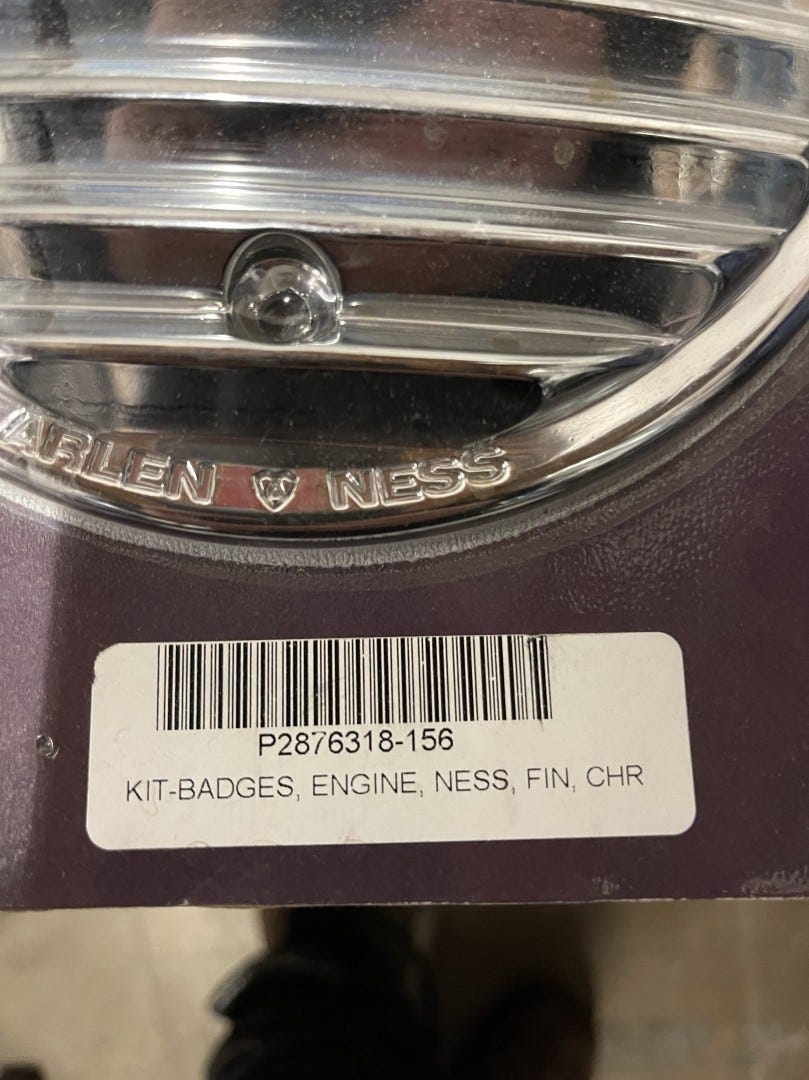 ARLEN NESS
P2876318-156
KIT-BADGES, ENGINE, NESS, FIN, CHR